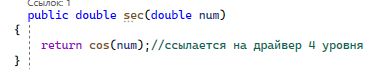 Ссылок: 1
public double sec(double num)
{
return cos(num);//ссылается на драйвер 4 уровня
}